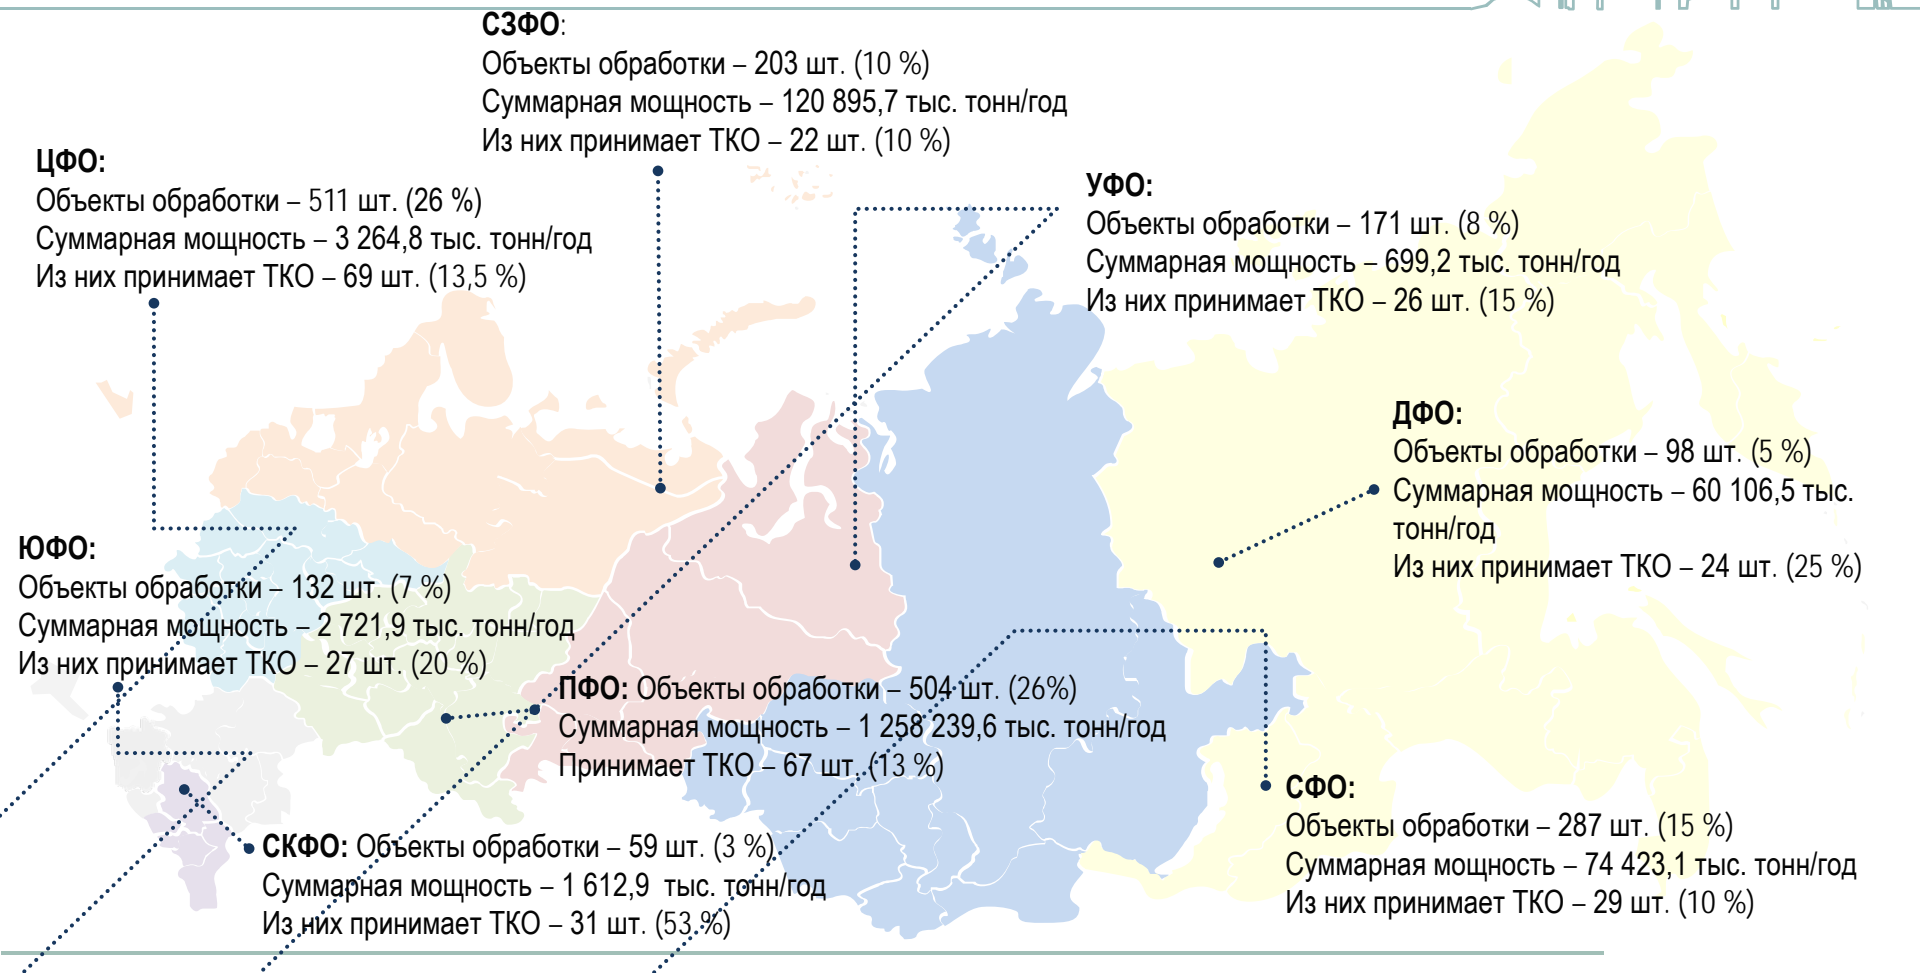 СЗФО:
Объекты обработки – 203 шт. (10 %)
Суммарная мощность – 120 895,7 тыс. тонн/год
Из них принимает ТКО – 22 шт. (10 %)
ЦФО:
Объекты обработки – 511 шт. (26 %)
Суммарная мощность – 3 264,8 тыс. тонн/год
Из них принимает ТКО – 69 шт. (13,5 %)
УФО:
Объекты обработки – 171 шт. (8 %)
Суммарная мощность – 699,2 тыс. тонн/год
Из них принимает ТКО – 26 шт. (15 %)
ДФО:
Объекты обработки – 98 шт. (5 %)
Суммарная мощность – 60 106,5 тыс.
тонн/год
Из них принимает ТКО – 24 шт. (25 %)
ЮФО:
Объекты обработки – 132 шт. (7 %)
Суммарная мощность – 2 721,9 тыс. тонн/год
Из них принимает ТКО – 27 шт. (20 %)
ПФО: Объекты обработки – 504 шт. (26%)
Суммарная мощность – 1 258 239,6 тыс. тонн/год
Принимает ТКО – 67 шт. (13 %)
СФО:
Объекты обработки – 287 шт. (15 %)
Суммарная мощность – 74 423,1 тыс. тонн/год
Из них принимает ТКО – 29 шт. (10 %)
СКФО: Объекты обработки – 59 шт. (3 %)
Суммарная мощность – 1 612,9 тыс. тонн/год
Из них принимает ТКО – 31 шт. (53 %)